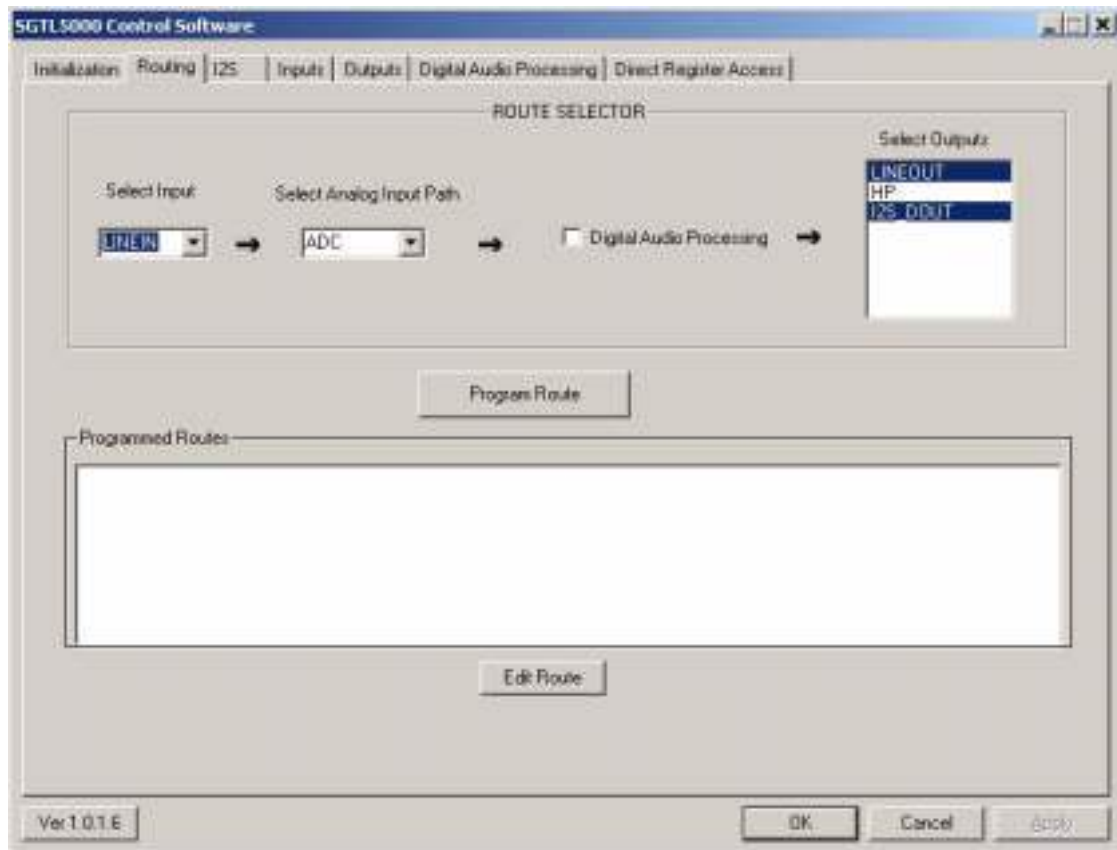 SGTL5000 Control Software
Initialization Routing I2S Inputs Outputs Digital Audio Processing Direct Register Access
ROUTE SELECTOR
Select Outputs
Select Input
Select Analog Input Path
LINEOUT
HP
I2S_DOUT
LINEIN
ADC
Digital Audio Processing
Program Route
Programmed Routes
Edit Route
Ver 1.0.1.6
OK
Cancel
Apply